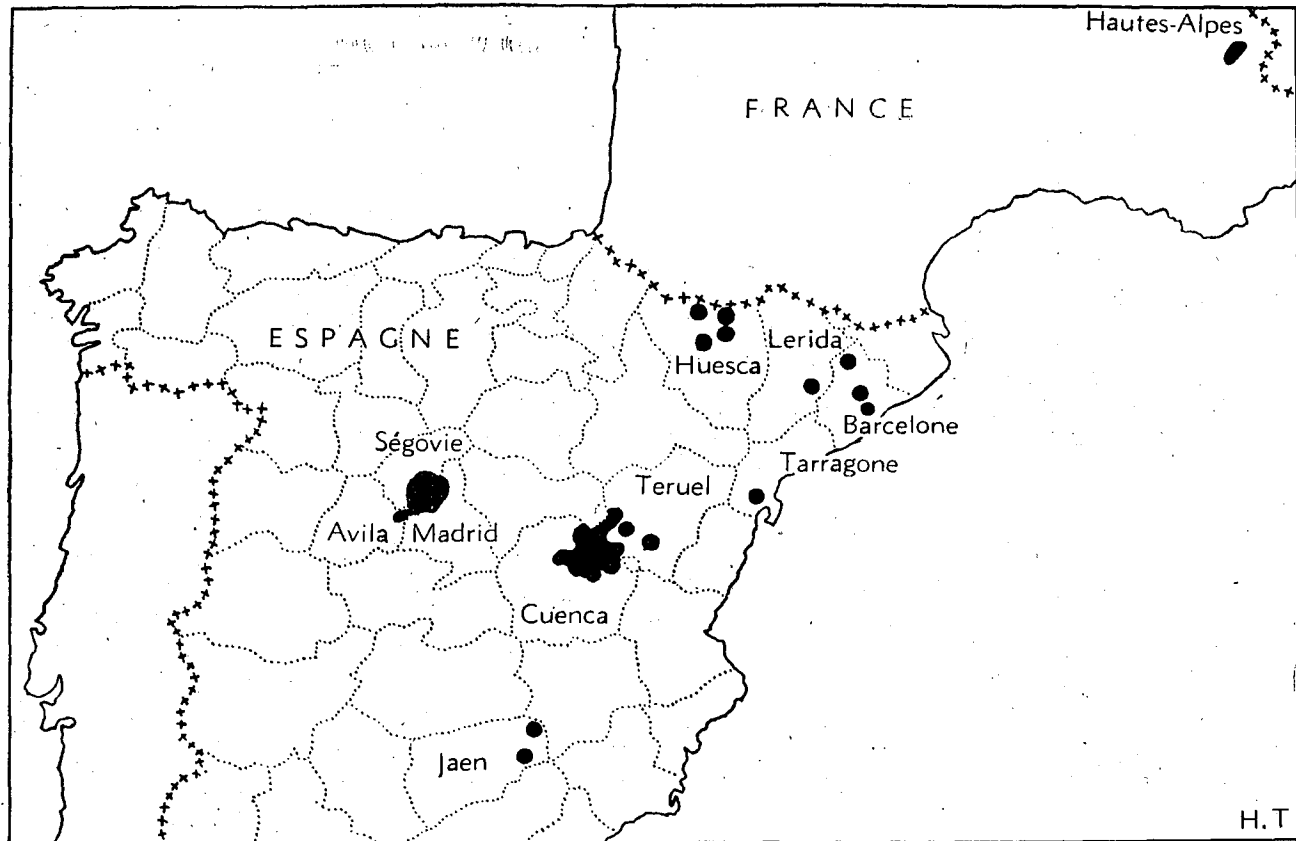 Hautes-Alpes
FRANCE
ESPAGNE
Lerida
Huesca
Barcelone
Ségovie
Tarragone
Teruel
Avila
Madrid
Cuenca
Jaen
H.T